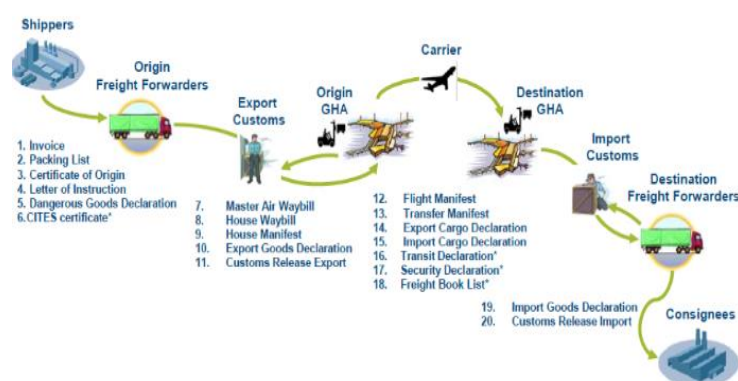 Shippers
Origin
Freight Forwarders
1. Invoice
2. Packing List
3. Certificate of Origin
4. Letter of Instruction
5. Dangerous Goods Declaration
6.CITES certificate*
Export
Customs
7. Master Air Waybill
8. House Waybill
9. House Manifest
10. Export Goods Declaration
11. Customs Release Export
Origin
GHA
Carrier
12. Flight Manifest
13. Transfer Manifest
14. Export Cargo Declaration
15. Import Cargo Declaration
16. Transit Declaration*
17. Security Declaration*
18. Freight Book List*
Destination
GHA
Import
Customs
Destination
Freight Forwarders
19. Import Goods Declaration
20. Customs Release Import
Consignees